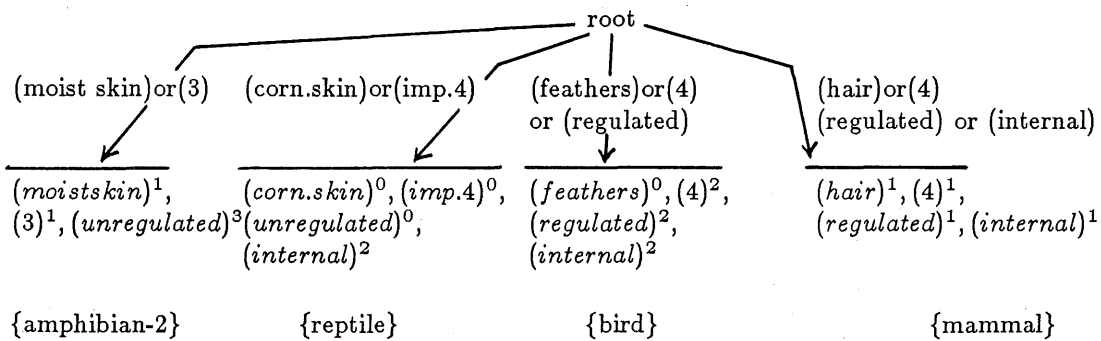 root
(moist skin)or(3) (corn.skin)or(imp.4) (feathers)or(4) (hair)or(4)
or (regulated) (regulated) or (internal)
(moistskin)¹, (corn.skin)⁰, (imp.4)⁰, (feathers)⁰, (4)², (hair)¹, (4)¹,
(3)¹, (unregulated)³ (unregulated)⁰, (regulated)², (regulated)¹, (internal)¹
(internal)² (internal)²
{amphibian-2} {reptile} {bird} {mammal}